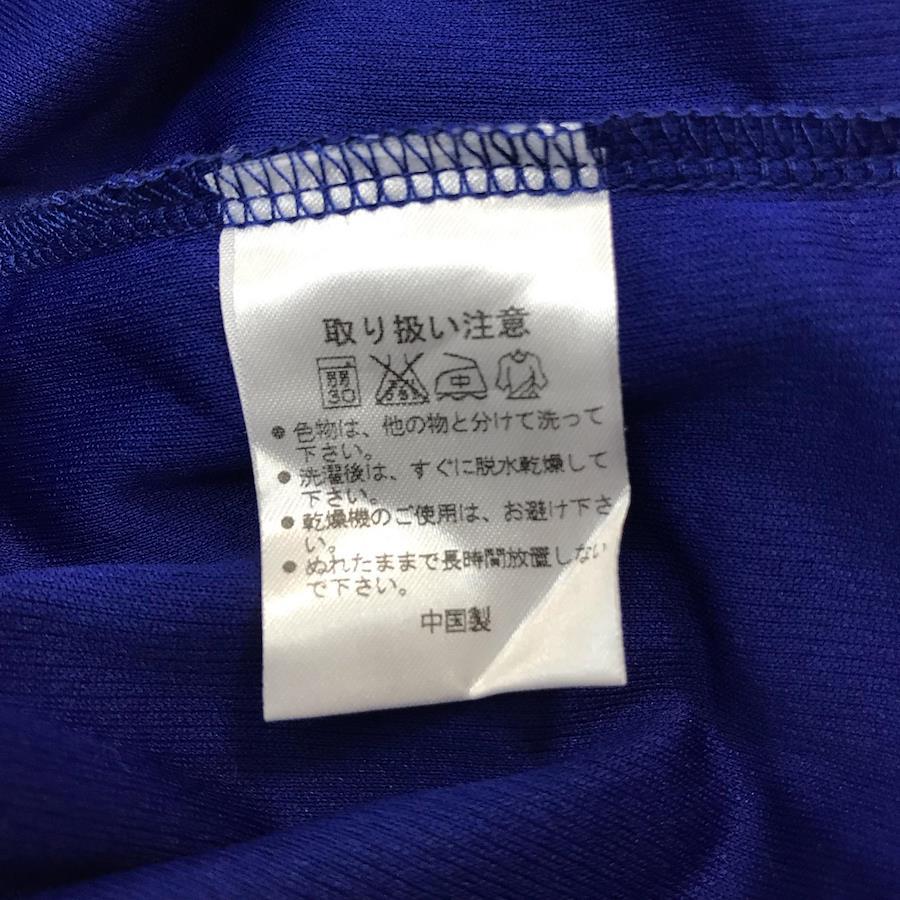 取り扱い注意
弱 30 中
● 色物は、他の物と分けて洗って
下さい。
● 洗濯後は、すぐに脱水乾燥して
下さい。
● 乾燥機のご使用は、お避け下さ
い。
● ぬれたままで長時間放置しない
で下さい。
中国製